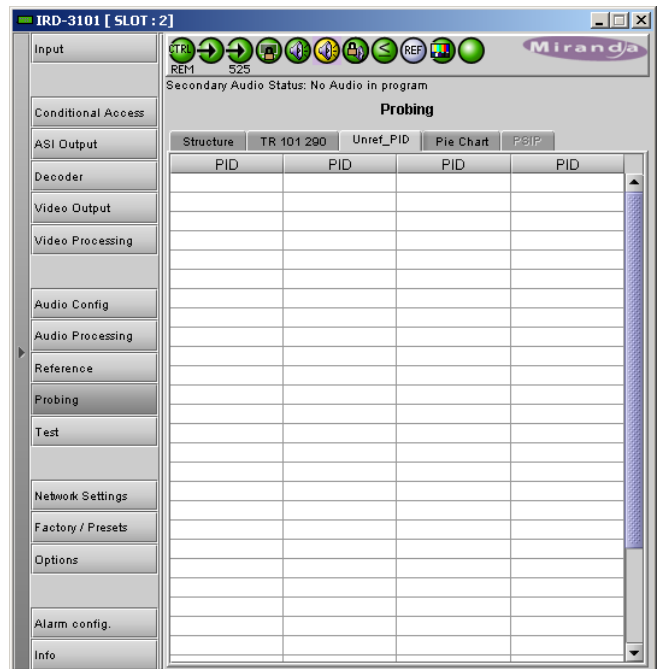 IRD-3101 [ SLOT : 2]
Input
Conditional Access
ASI Output
Decoder
Video Output
Video Processing
Audio Config
Audio Processing
Reference
Probing
Test
Network Settings
Factory / Presets
Options
Alarm config.
Info
CTRL REF Miranda
REM 525
Secondary Audio Status: No Audio in program
Probing
Structure TR 101 290 Unref_PID Pie Chart PSIP
PID PID PID PID